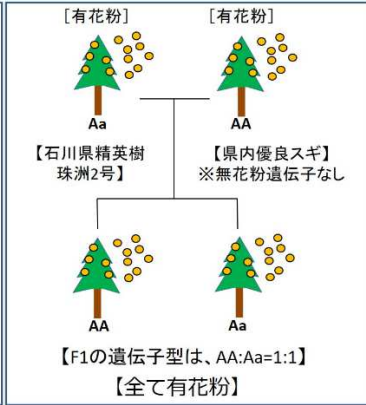 [有花粉] [有花粉]
Aa AA
【石川県精英樹 【県内優良スギ】
珠洲2号】 ※無花粉遺伝子なし
AA Aa
【F1の遺伝子型は、AA:Aa=1:1】
【全て有花粉】